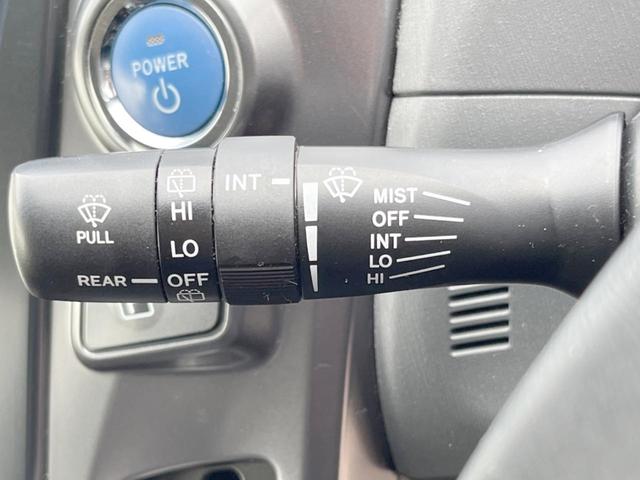 POWER
PULL
REAR
HI
LO
OFF
INT
MIST
OFF
INT
LO
HI